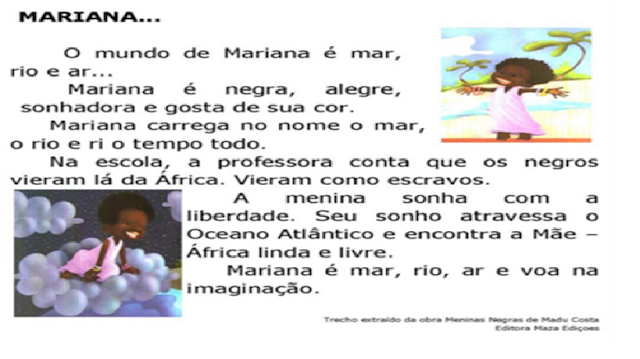 MARIANA...
O mundo de Mariana é mar,
rio e ar...
Mariana é negra, alegre,
sonhadora e gosta de sua cor.
Mariana carrega no nome o mar,
o rio e ri o tempo todo.
Na escola, a professora conta que os negros
vieram lá da África. Vieram como escravos.
A menina sonha com a
liberdade. Seu sonho atravessa o
Oceano Atlântico e encontra a Mãe –
África linda e livre.
Mariana é mar, rio, ar e voa na
imaginação.
Trecho extraído da obra Meninas Negras de Madu Costa
Editora Maza Ediçoes